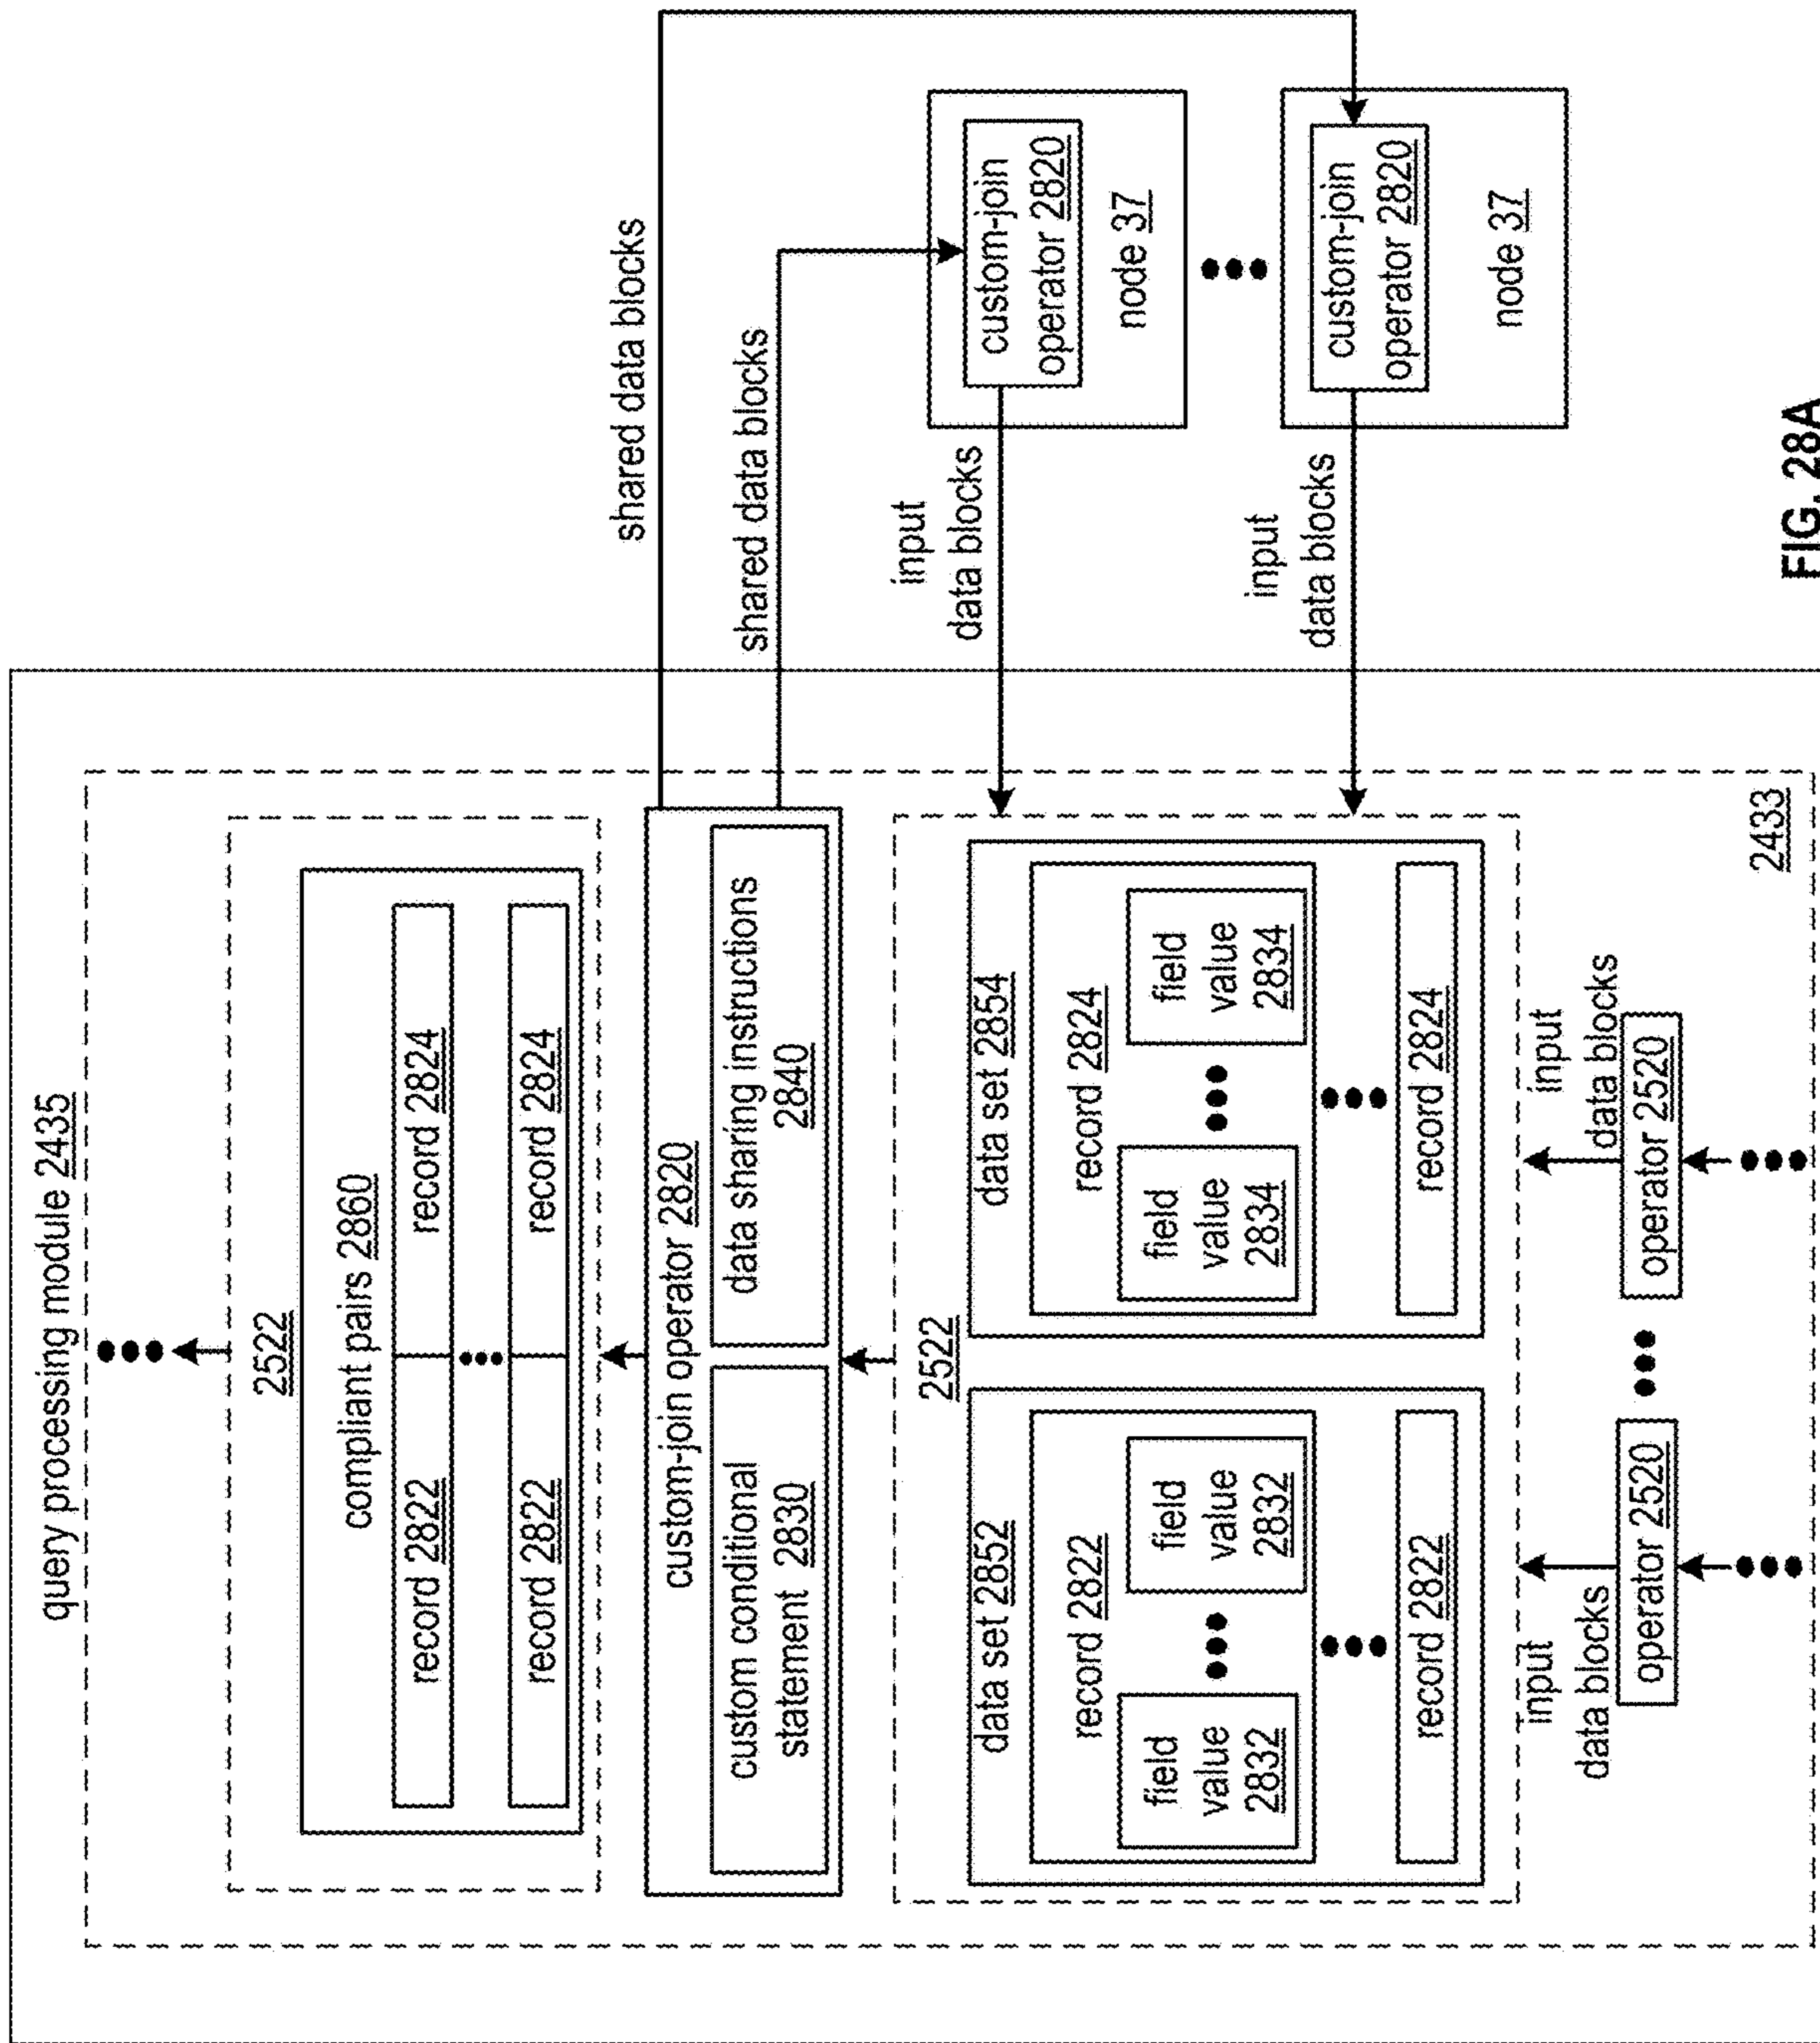 query processing module 2435
2522
compliant pairs 2860
record 2822
record 2824
record 2822
record 2824
custom-join operator 2820
custom conditional
statement 2830
data sharing instructions
2840
shared data blocks
shared data blocks
2522
data set 2852
record 2822
field
value
2832
field
value
2832
record 2822
data set 2854
record 2824
field
value
2834
field
value
2834
record 2824
input
data blocks
input
data blocks
custom-join
operator 2820
node 37
custom-join
operator 2820
node 37
input
data blocks
input
data blocks
operator 2520
operator 2520
2433
FIG. 28A